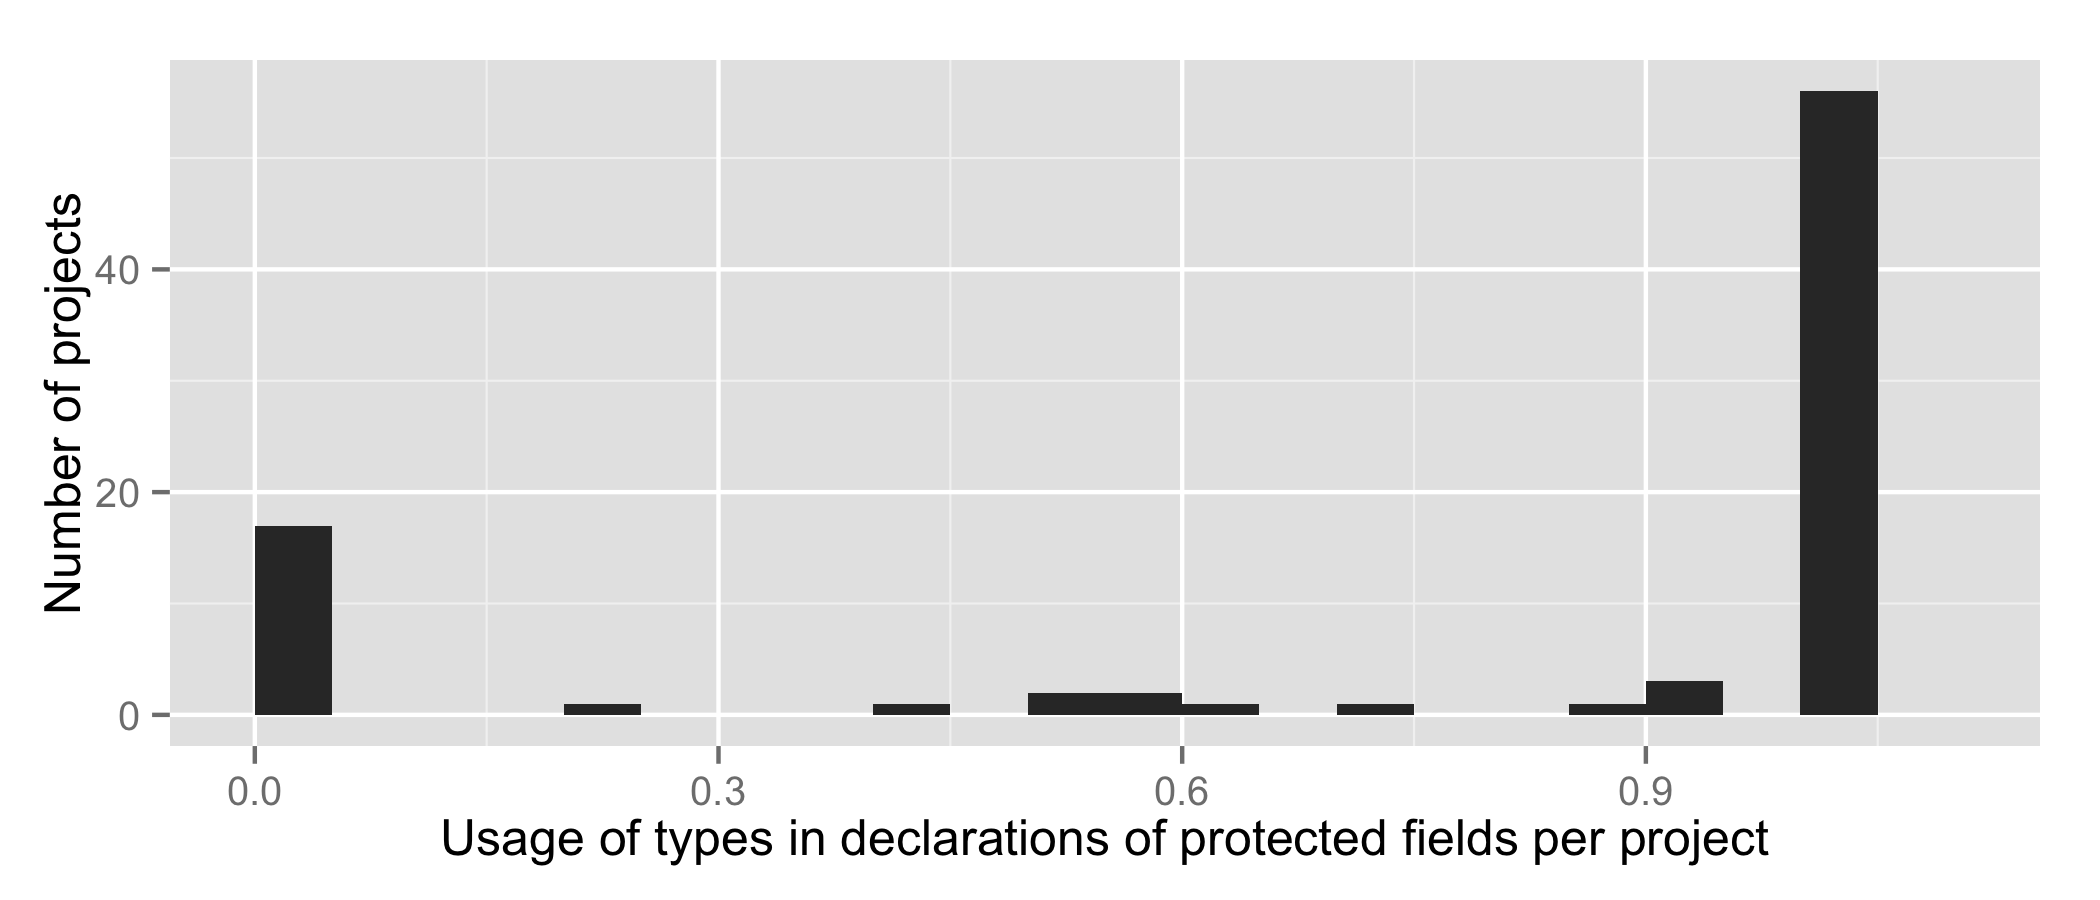 Number of projects
40
20
0
0.0 0.3 0.6 0.9
Usage of types in declarations of protected fields per project